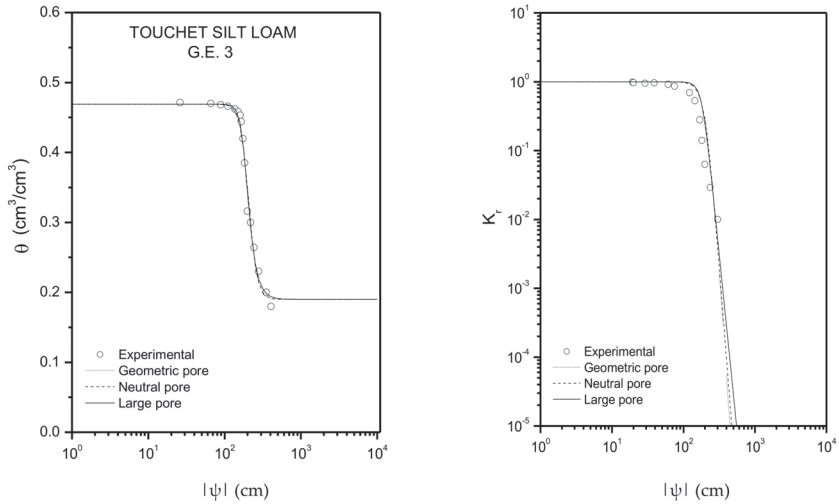 TOUCHET SILT LOAM
G.E. 3
0.6
0.5
0.4
0.3
0.2
0.1
0.0
θ (cm³/cm³)
Experimental
Geometric pore
Neutral pore
Large pore
10⁰
10¹
10²
10³
10⁴
|ψ| (cm)
10¹
10⁰
10⁻¹
10⁻²
10⁻³
10⁻⁴
10⁻⁵
Kᵣ
Experimental
Geometric pore
Neutral pore
Large pore
10⁰
10¹
10²
10³
10⁴
|ψ| (cm)